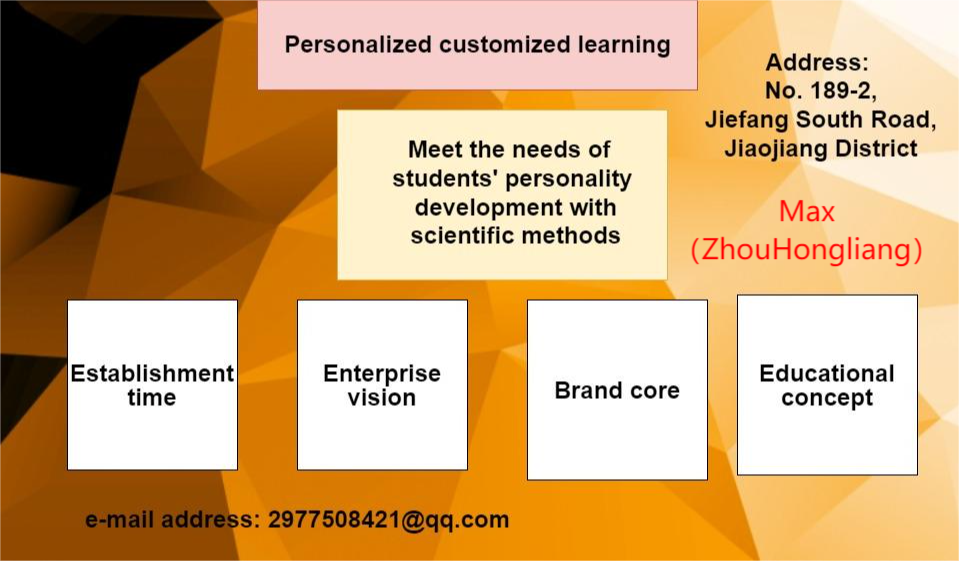 Personalized customized learning
Address:
No. 189-2,
Jiefang South Road,
Jiaojiang District
Meet the needs of
students' personality
development with
scientific methods
Max
(ZhouHongliang)
Establishment
time
Enterprise
vision
Brand core
Educational
concept
e-mail address: 2977508421@qq.com